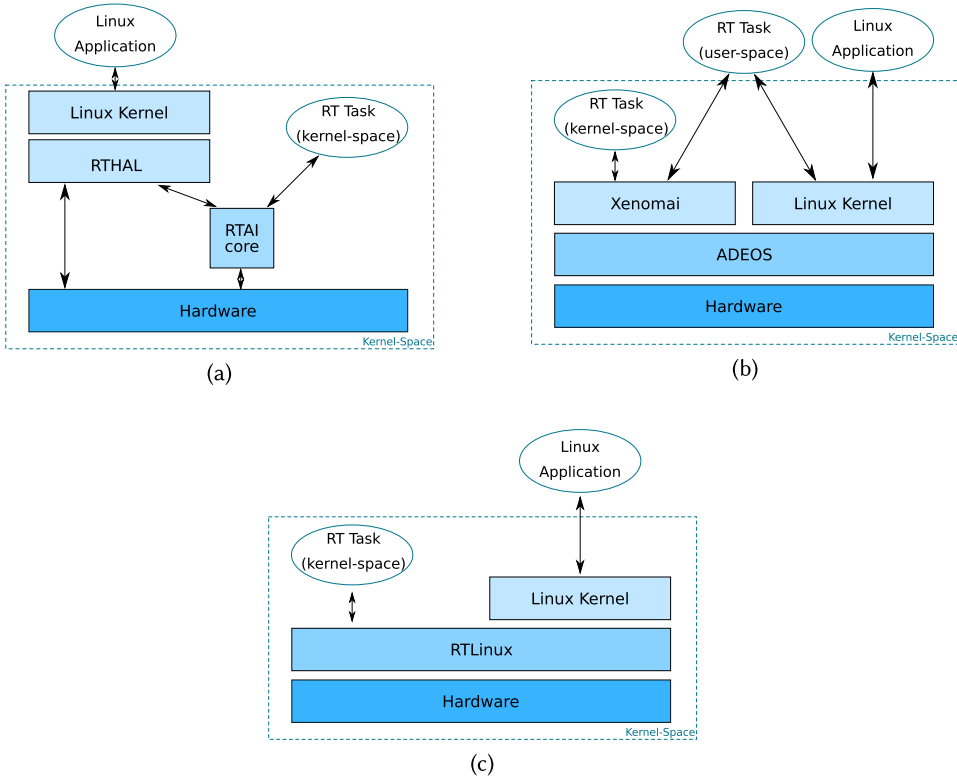 Linux
Application
Linux Kernel
RTHAL
RT Task
(kernel-space)
RTAI
core
Hardware
Kernel-Space
(a)
RT Task
(user-space)
Linux
Application
RT Task
(kernel-space)
Xenomai
Linux Kernel
ADEOS
Hardware
Kernel-Space
(b)
Linux
Application
RT Task
(kernel-space)
Linux Kernel
RTLinux
Hardware
Kernel-Space
(c)